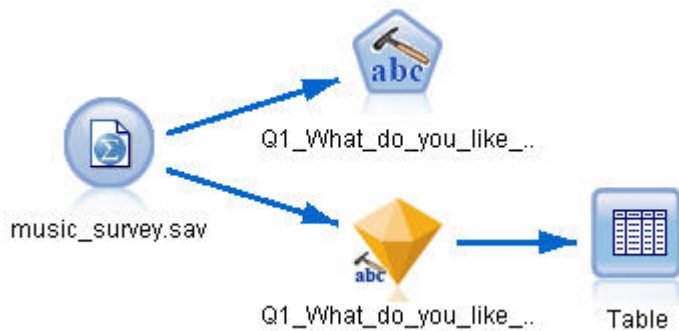 abc
Q1_What_do_you_like_..
music_survey.sav
abc
Q1_What_do_you_like_..
Table